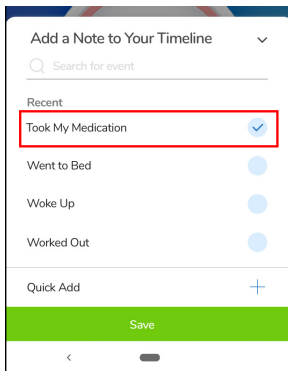 Add a Note to Your Timeline
Search for event
Recent
Took My Medication
Went to Bed
Woke Up
Worked Out
Quick Add
Save